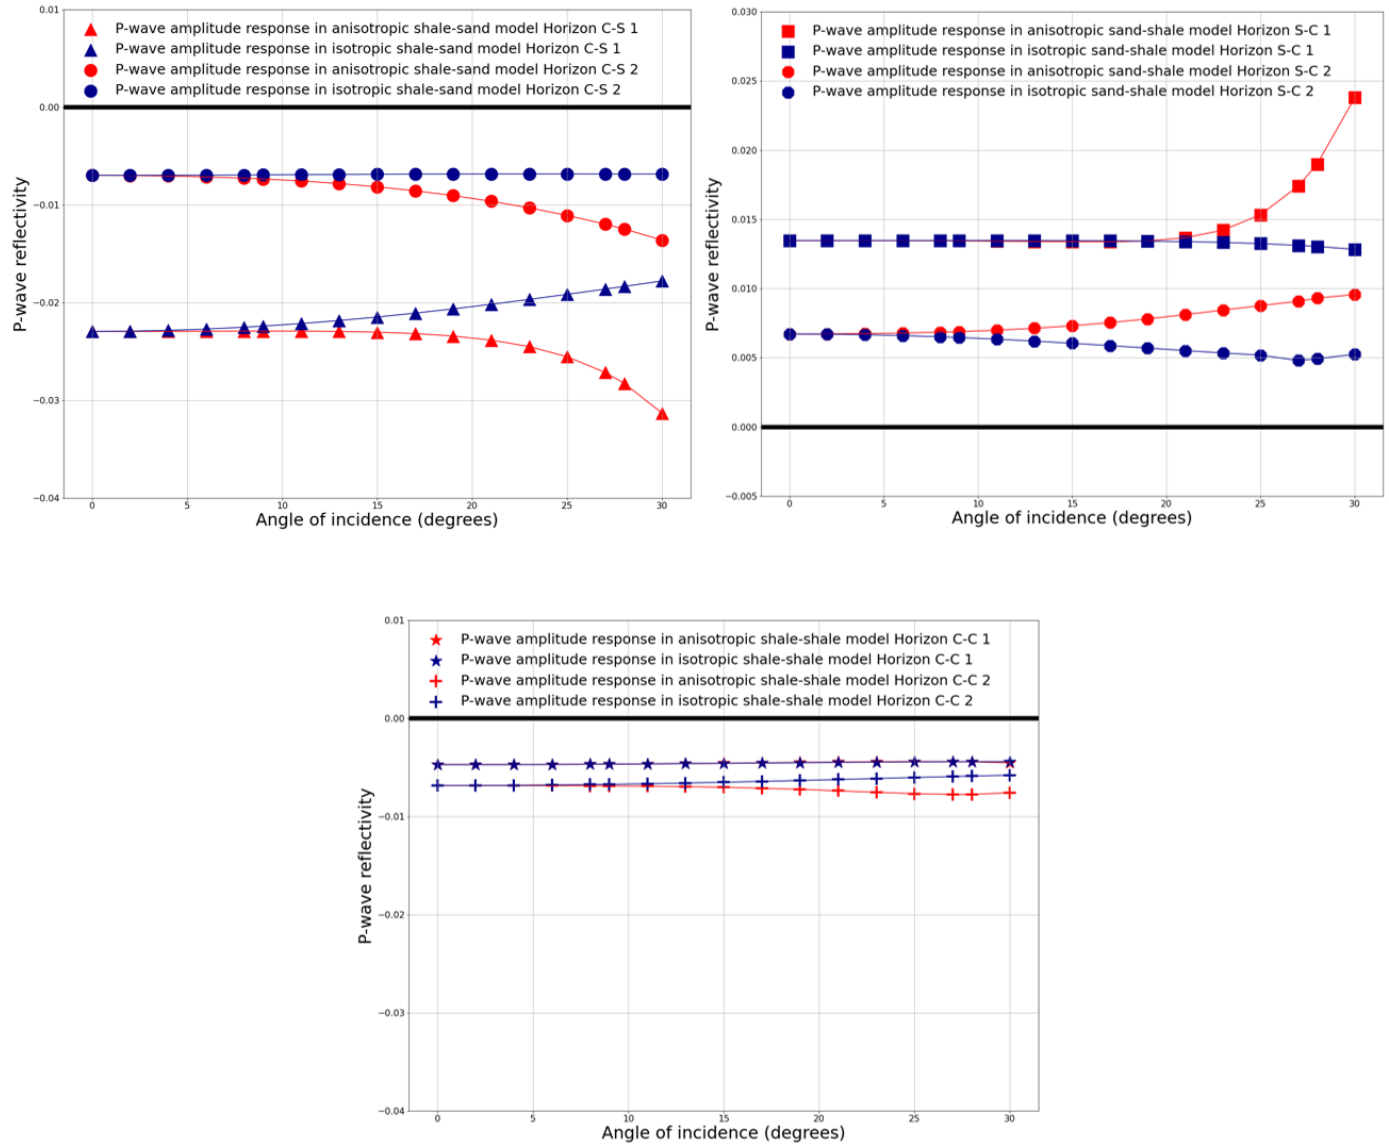 0.01
P-wave amplitude response in anisotropic shale-sand model Horizon C-S 1
P-wave amplitude response in isotropic shale-sand model Horizon C-S 1
P-wave amplitude response in anisotropic shale-sand model Horizon C-S 2
P-wave amplitude response in isotropic shale-sand model Horizon C-S 2
0.00
−0.01
−0.02
−0.03
−0.04
P-wave reflectivity
0 5 10 15 20 25 30
Angle of incidence (degrees)
0.030
P-wave amplitude response in anisotropic sand-shale model Horizon S-C 1
P-wave amplitude response in isotropic sand-shale model Horizon S-C 1
P-wave amplitude response in anisotropic sand-shale model Horizon S-C 2
P-wave amplitude response in isotropic sand-shale model Horizon S-C 2
0.025
0.020
0.015
0.010
0.005
0.000
−0.005
P-wave reflectivity
0 5 10 15 20 25 30
Angle of incidence (degrees)
0.01
P-wave amplitude response in anisotropic shale-shale model Horizon C-C 1
P-wave amplitude response in isotropic shale-shale model Horizon C-C 1
P-wave amplitude response in anisotropic shale-shale model Horizon C-C 2
P-wave amplitude response in isotropic shale-shale model Horizon C-C 2
0.00
−0.01
−0.02
−0.03
−0.04
P-wave reflectivity
0 5 10 15 20 25 30
Angle of incidence (degrees)